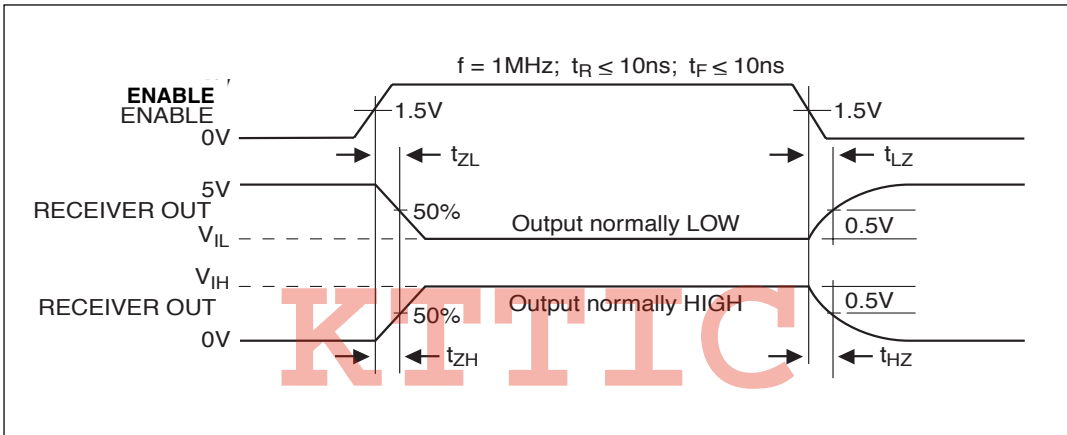 f = 1MHz; tR ≤ 10ns; tF ≤ 10ns
ENABLE
ENABLE
1.5V
1.5V
0V
tZL
tLZ
5V
RECEIVER OUT
50%
Output normally LOW
0.5V
VIL
VIH
RECEIVER OUT
50%
Output normally HIGH
0.5V
0V
tZH
tHZ
KTTIC